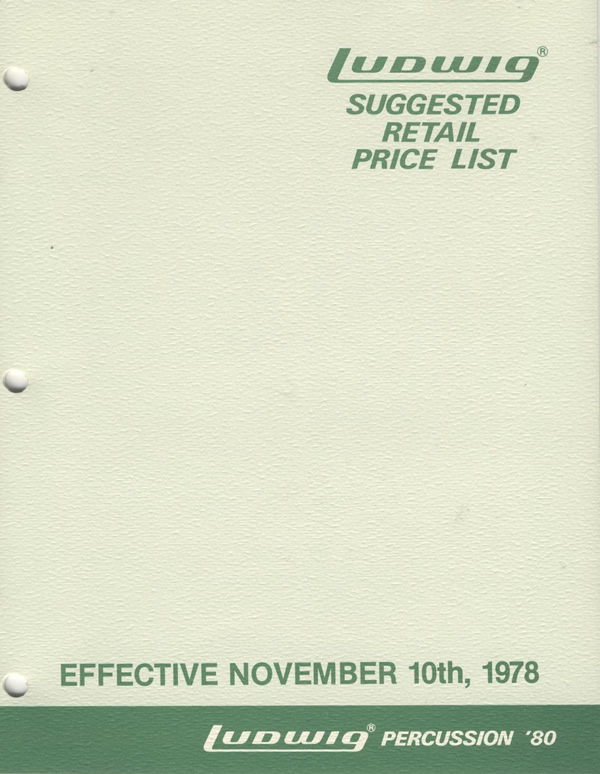 LUDWIG®
SUGGESTED
RETAIL
PRICE LIST
EFFECTIVE NOVEMBER 10th, 1978
LUDWIG® PERCUSSION '80